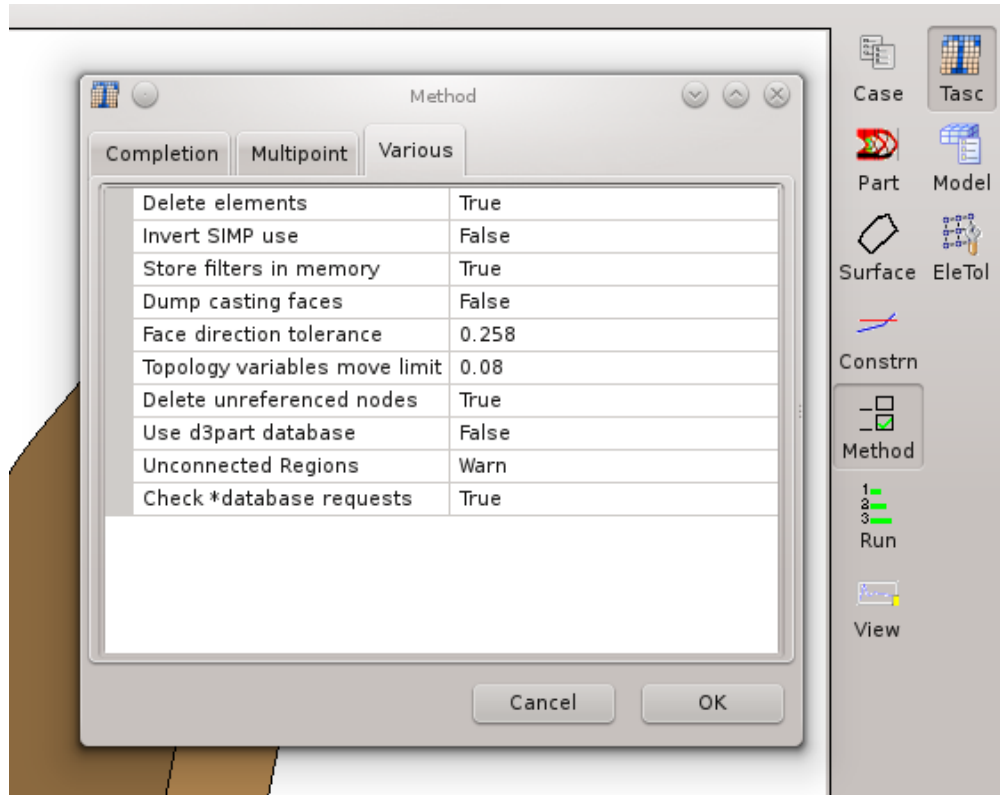 Method
Completion Multipoint Various
Delete elements True
Invert SIMP use False
Store filters in memory True
Dump casting faces False
Face direction tolerance 0.258
Topology variables move limit 0.08
Delete unreferenced nodes True
Use d3part database False
Unconnected Regions Warn
Check *database requests True
Cancel OK
Case Tasc
Part Model
Surface EleTol
Constrn
Method
1
2
3
Run
View